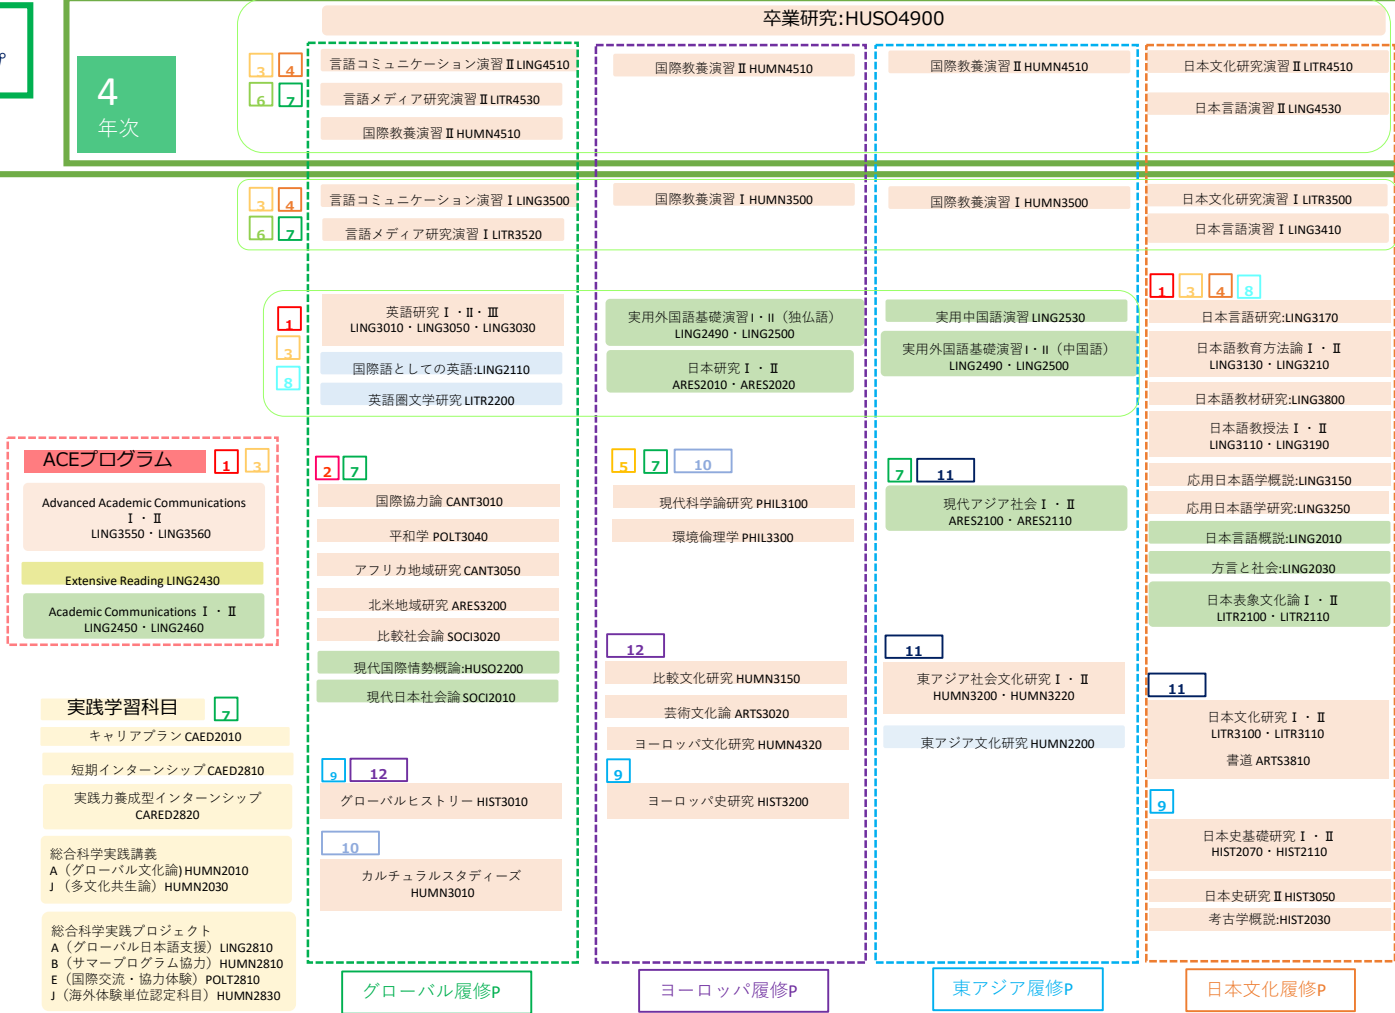 P
卒業研究:HUSO4900
4
年次
3 4
6 7
言語コミュニケーション演習Ⅱ LING4510
言語メディア研究演習Ⅱ LITR4530
国際教養演習Ⅱ HUMN4510
国際教養演習Ⅱ HUMN4510
国際教養演習Ⅱ HUMN4510
日本文化研究演習Ⅱ LITR4510
日本言語演習Ⅱ LING4530
3 4
6 7
言語コミュニケーション演習Ⅰ LING3500
言語メディア研究演習Ⅰ LITR3520
国際教養演習Ⅰ HUMN3500
国際教養演習Ⅰ HUMN3500
日本文化研究演習Ⅰ LITR3500
日本言語演習Ⅰ LING3410
1
3
8
英語研究Ⅰ・Ⅱ・Ⅲ
LING3010・LING3050・LING3030
国際語としての英語:LING2110
英語圏文学研究 LITR2200
実用外国語基礎演習Ⅰ・Ⅱ（独仏語）
LING2490・LING2500
日本研究Ⅰ・Ⅱ
ARES2010・ARES2020
実用中国語演習 LING2530
実用外国語基礎演習Ⅰ・Ⅱ（中国語）
LING2490・LING2500
1 3 4 8
日本言語研究:LING3170
日本語教育方法論Ⅰ・Ⅱ
LING3130・LING3210
日本語教材研究:LING3800
日本語教授法Ⅰ・Ⅱ
LING3110・LING3190
応用日本語学概説:LING3150
応用日本語学研究:LING3250
日本言語概説:LING2010
方言と社会:LING2030
日本表象文化論Ⅰ・Ⅱ
LITR2100・LITR2110
ACEプログラム 1 3
Advanced Academic Communications
Ⅰ・Ⅱ
LING3550・LING3560
Extensive Reading LING2430
Academic Communications Ⅰ・Ⅱ
LING2450・LING2460
2 7
国際協力論 CANT3010
平和学 POLT3040
アフリカ地域研究 CANT3050
北米地域研究 ARES3200
比較社会論 SOCI3020
現代国際情勢概論:HUSO2200
現代日本社会論 SOCI2010
5 7 10
現代科学論研究 PHIL3100
環境倫理学 PHIL3300
7 11
現代アジア社会Ⅰ・Ⅱ
ARES2100・ARES2110
12
比較文化研究 HUMN3150
芸術文化論 ARTS3020
ヨーロッパ文化研究 HUMN4320
11
東アジア社会文化研究Ⅰ・Ⅱ
HUMN3200・HUMN3220
東アジア文化研究 HUMN2200
11
日本文化研究Ⅰ・Ⅱ
LITR3100・LITR3110
書道 ARTS3810
実践学習科目 7
キャリアプラン CAED2010
短期インターンシップ CAED2810
実践力養成型インターンシップ
CARED2820
総合科学実践講義
A（グローバル文化論）HUMN2010
J（多文化共生論）HUMN2030
総合科学実践プロジェクト
A（グローバル日本語支援）LING2810
B（サマープログラム協力）HUMN2810
E（国際交流・協力体験）POLT2810
J（海外体験単位認定科目）HUMN2830
9 12
グローバルヒストリー HIST3010
10
カルチュラルスタディーズ
HUMN3010
9
ヨーロッパ史研究 HIST3200
9
日本史基礎研究Ⅰ・Ⅱ
HIST2070・HIST2110
日本史研究Ⅱ HIST3050
考古学概説:HIST2030
グローバル履修P
ヨーロッパ履修P
東アジア履修P
日本文化履修P